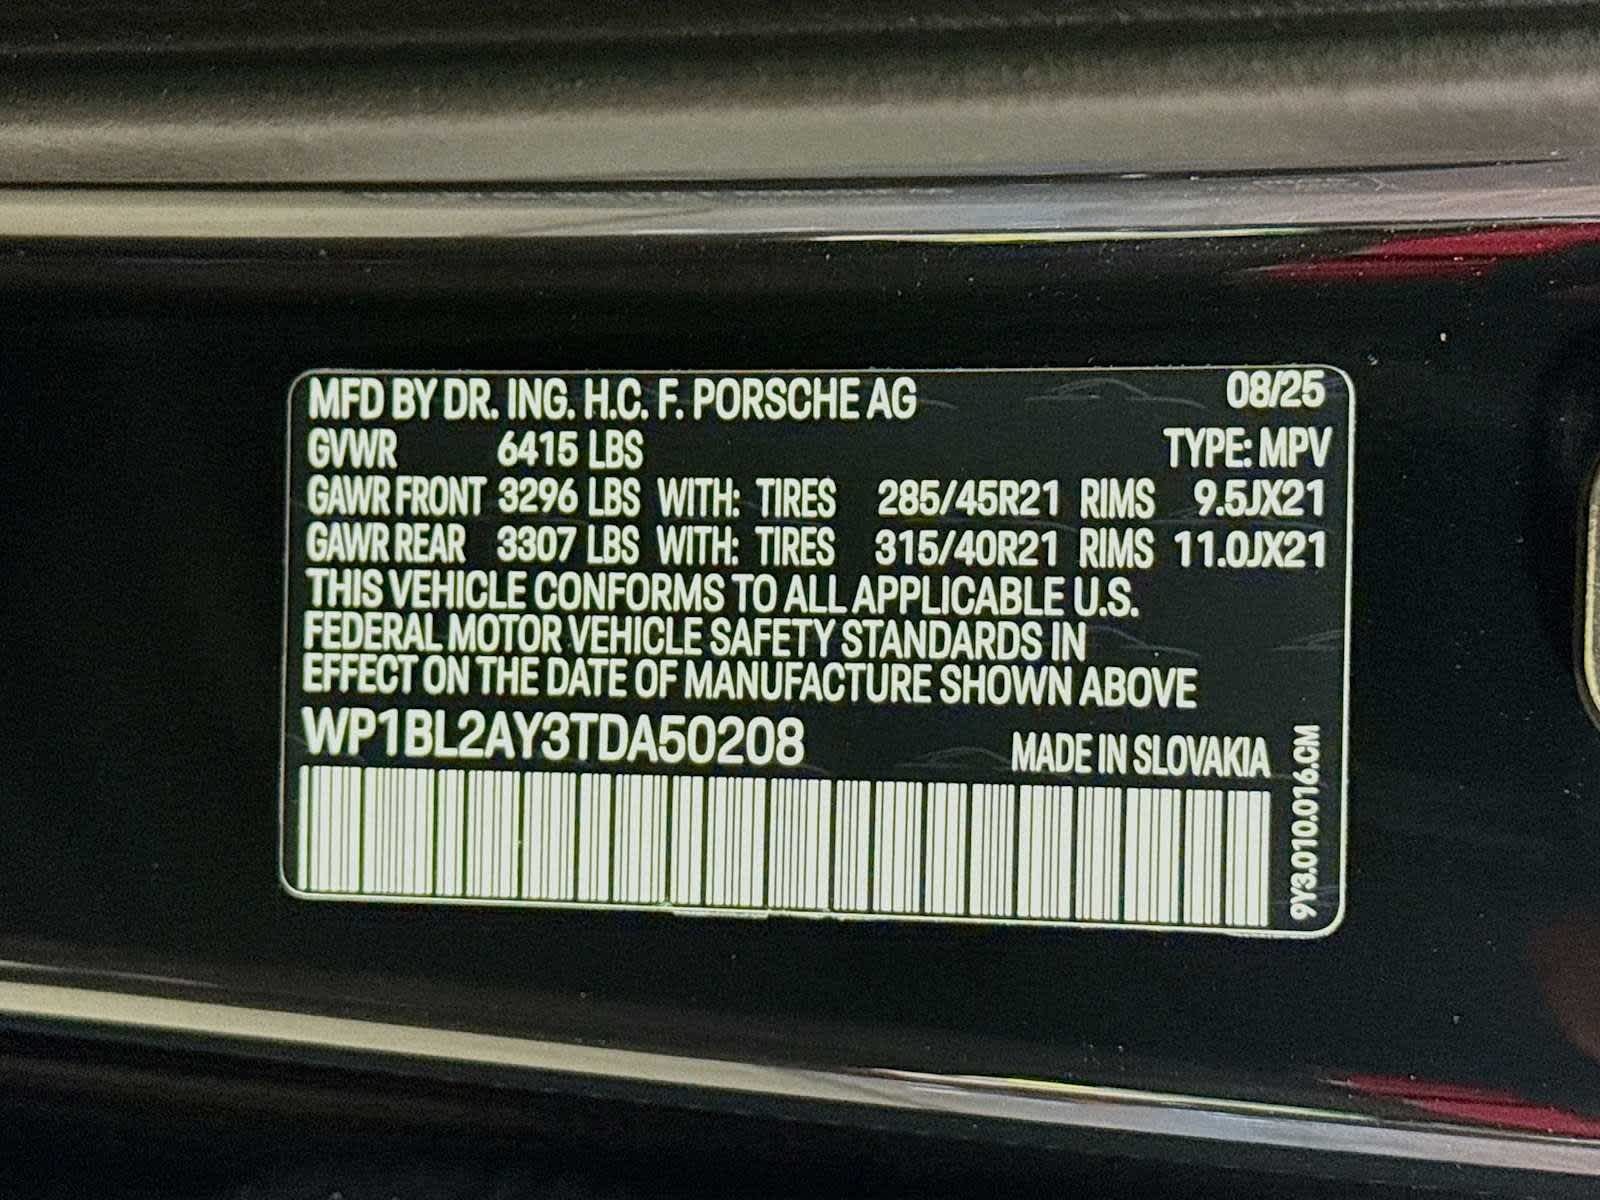 MFD BY DR. ING. H.C. F. PORSCHE AG 08/25
GVWR 6415 LBS TYPE: MPV
GAWR FRONT 3296 LBS WITH: TIRES 285/45R21 RIMS 9.5JX21
GAWR REAR 3307 LBS WITH: TIRES 315/40R21 RIMS 11.0JX21
THIS VEHICLE CONFORMS TO ALL APPLICABLE U.S.
FEDERAL MOTOR VEHICLE SAFETY STANDARDS IN
EFFECT ON THE DATE OF MANUFACTURE SHOWN ABOVE
WP1BL2AY3TDA50208 MADE IN SLOVAKIA
9Y3.010.016.CM